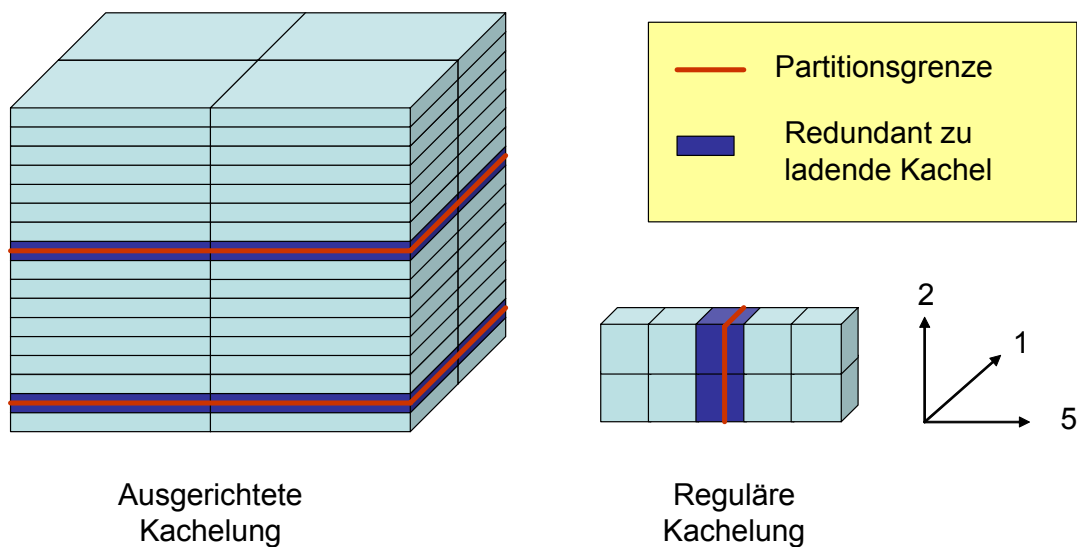 Partitionsgrenze
Redundant zu
ladende Kachel
2
1
5
Ausgerichtete
Kachelung
Reguläre
Kachelung